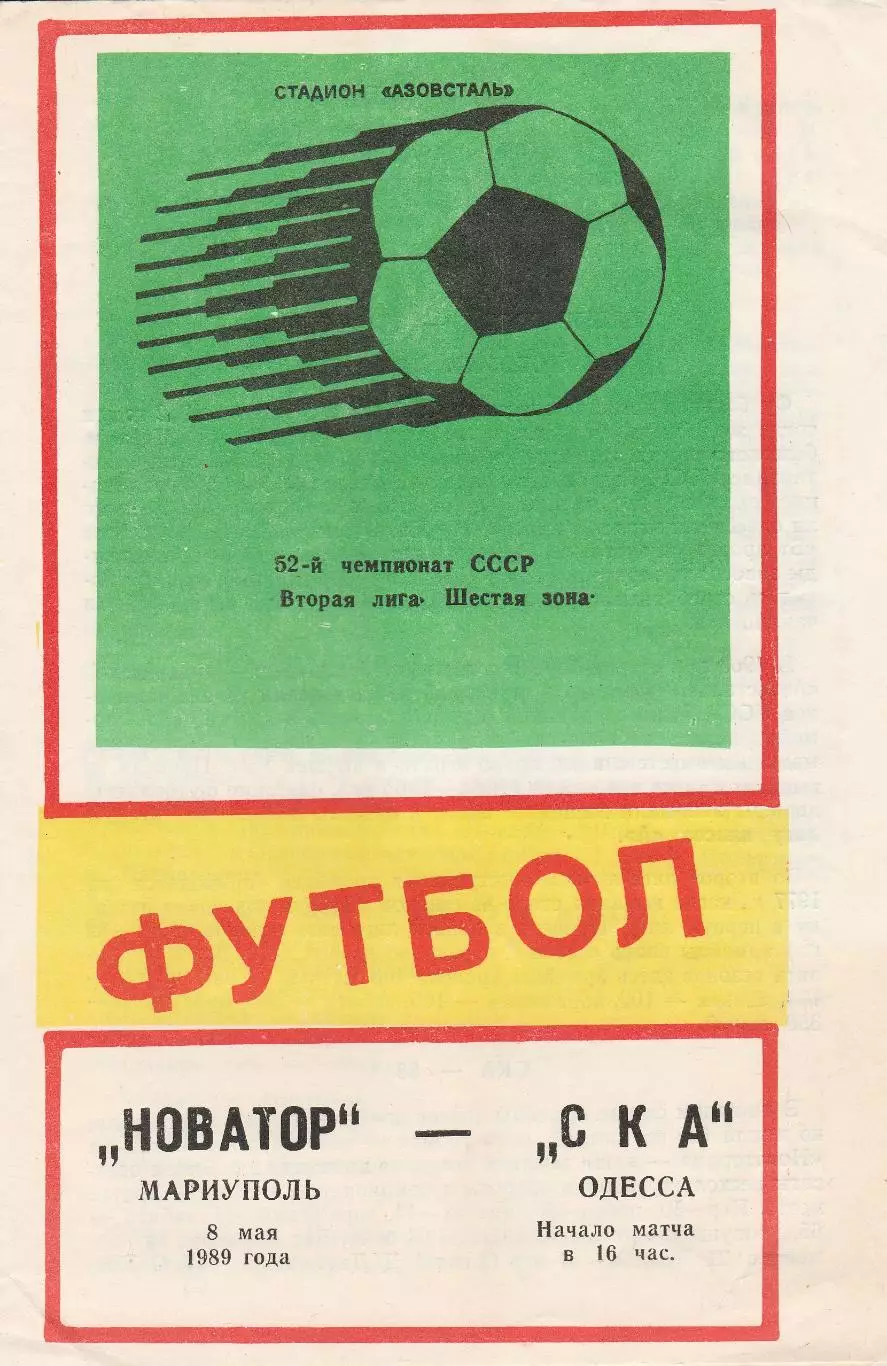 СТАДИОН «АЗОВСТАЛЬ»
52-й чемпионат СССР
Вторая лига· Шестая зона·
ФУТБОЛ
„НОВАТОР“ — „СКА“
МАРИУПОЛЬ ОДЕССА
8 мая Начало матча
1989 года в 16 час.